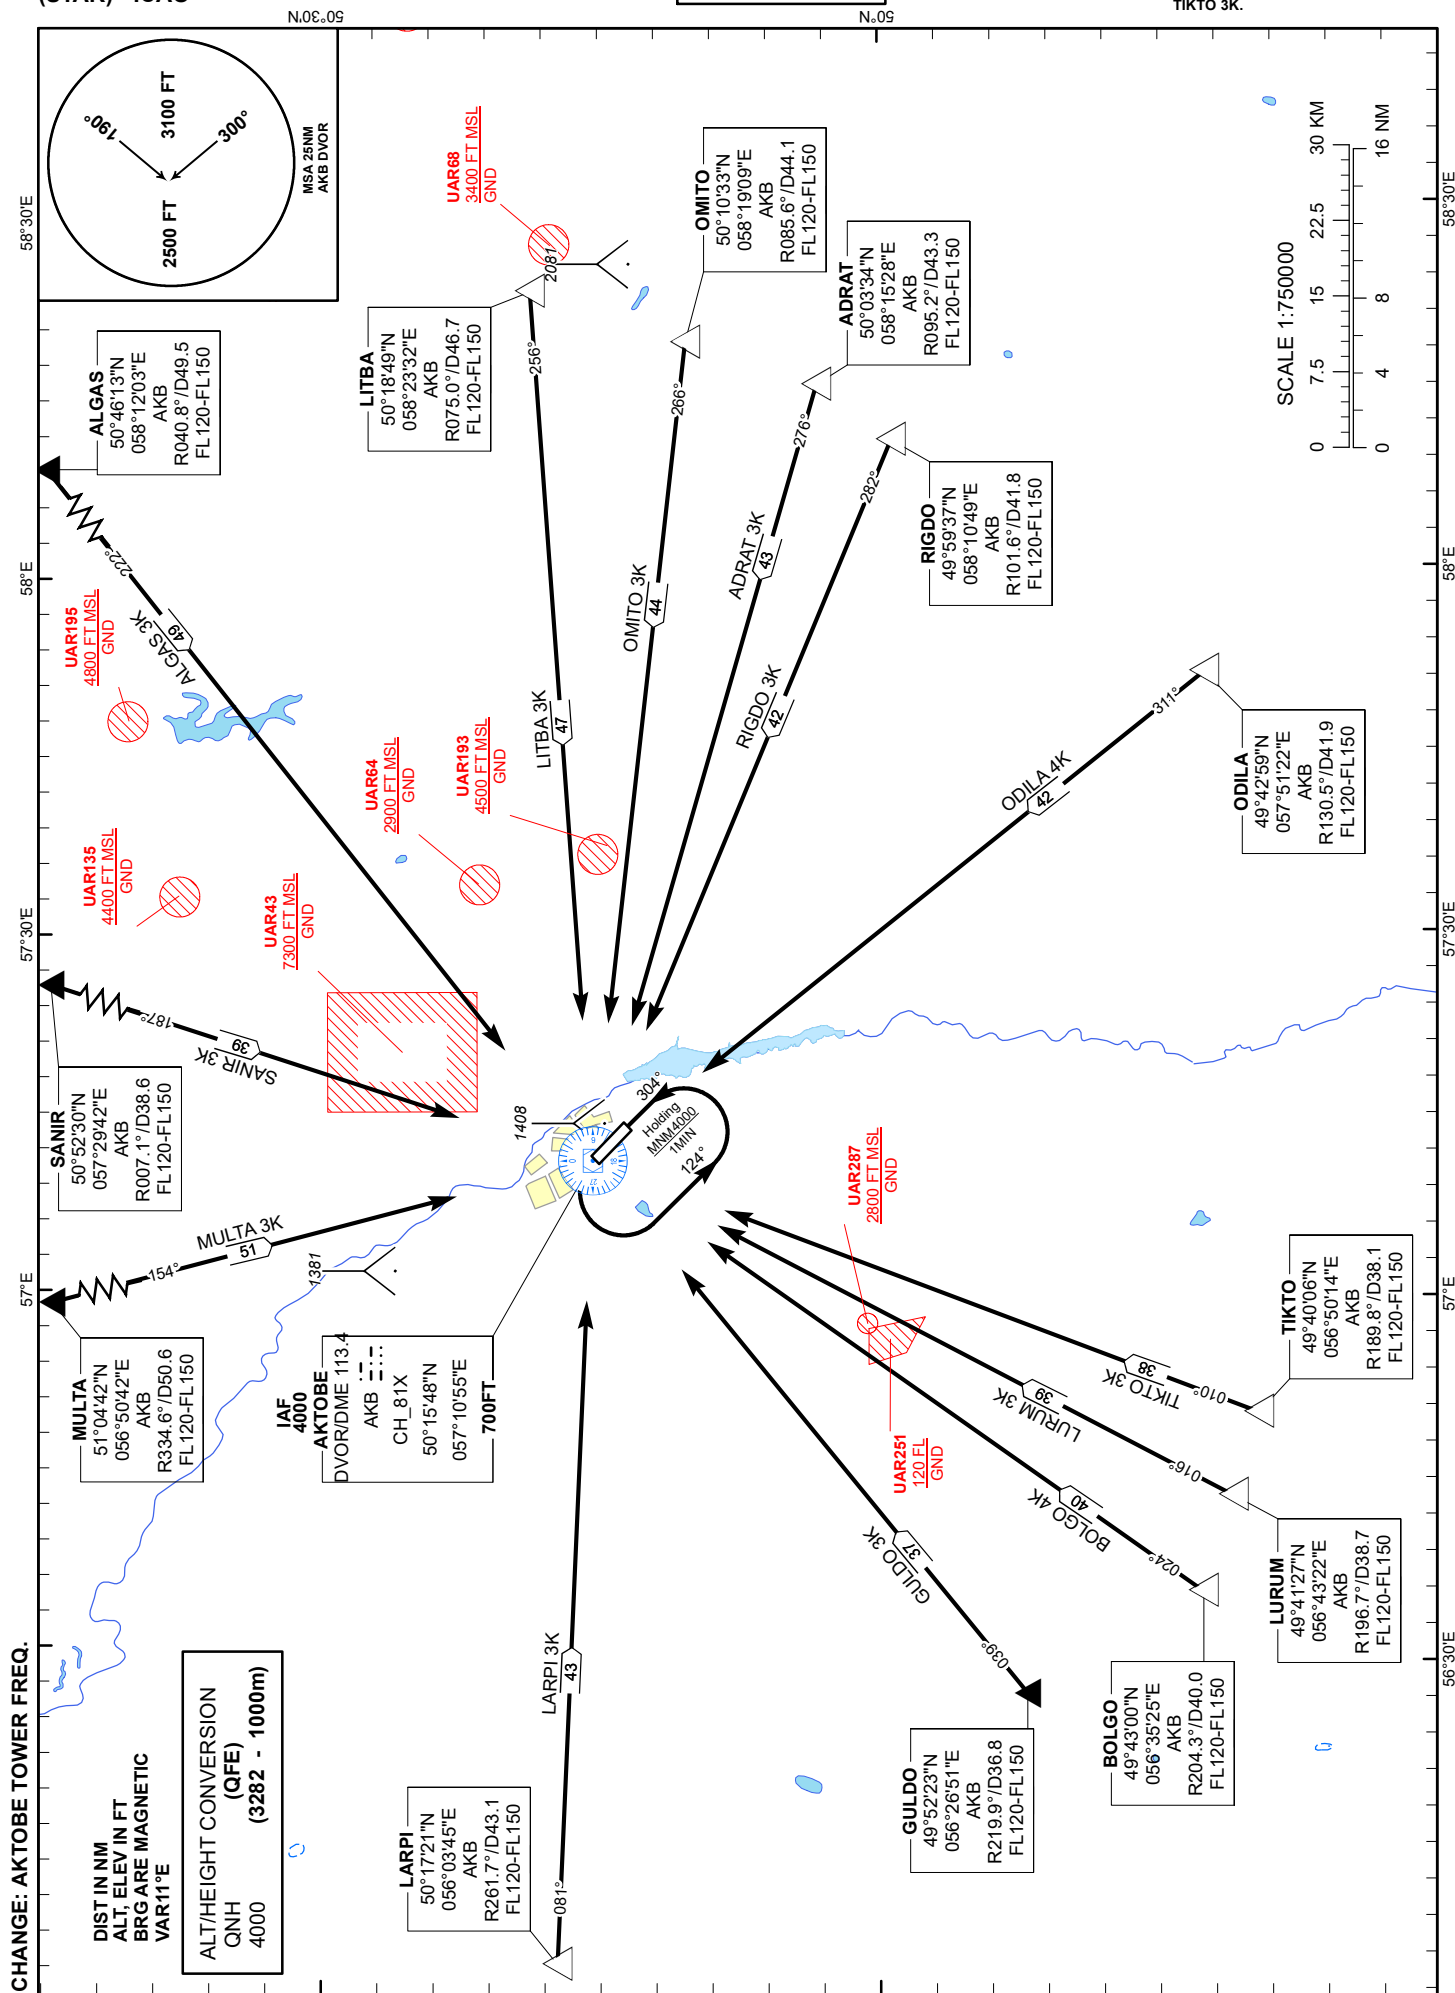 CHANGE: AKTOBE TOWER FREQ.
TIKTO 3K.
DIST IN NM
ALT, ELEV IN FT
BRG ARE MAGNETIC
VAR11°E
ALT/HEIGHT CONVERSION
QNH (QFE)
4000 (3282 - 1000m)
MULTA
51°04'42"N
056°50'42"E
AKB
R334.6°/D50.6
FL120-FL150
SANIR
50°52'30"N
057°29'42"E
AKB
R007.1°/D38.6
FL120-FL150
ALGAS
50°46'13"N
058°12'03"E
AKB
R040.8°/D49.5
FL120-FL150
190°
2500 FT
3100 FT
300°
MSA 25NM
AKB DVOR
154°
51
MULTA 3K
187°
39
SANIR 3K
222°
49
ALGAS 3K
UAR135
4400 FT MSL
GND
UAR195
4800 FT MSL
GND
UAR43
7300 FT MSL
GND
UAR64
2900 FT MSL
GND
UAR193
4500 FT MSL
GND
UAR68
3400 FT MSL
GND
1381
1408
2081
IAF
4000
AKTOBE
DVOR/DME 113.4
AKB
CH_81X
50°15'48"N
057°10'55"E
700FT
LITBA
50°18'49"N
058°23'32"E
AKB
R075.0°/D46.7
FL120-FL150
256°
LITBA 3K
47
OMITO
50°10'33"N
058°19'09"E
AKB
R085.6°/D44.1
FL120-FL150
266°
OMITO 3K
44
ADRAT
50°03'34"N
058°15'28"E
AKB
R095.2°/D43.3
FL120-FL150
276°
ADRAT 3K
43
RIGDO
49°59'37"N
058°10'49"E
AKB
R101.6°/D41.8
FL120-FL150
282°
RIGDO 3K
42
ODILA
49°42'59"N
057°51'22"E
AKB
R130.5°/D41.9
FL120-FL150
311°
ODILA 4K
42
304°
Holding
MNM4000
1MIN
124°
0
9
18
27
LARPI
50°17'21"N
056°03'45"E
AKB
R261.7°/D43.1
FL120-FL150
081°
LARPI 3K
43
GULDO
49°52'23"N
056°26'51"E
AKB
R219.9°/D36.8
FL120-FL150
039°
GULDO 3K
37
BOLGO
49°43'00"N
056°35'25"E
AKB
R204.3°/D40.0
FL120-FL150
024°
BOLGO 4K
40
LURUM
49°41'27"N
056°43'22"E
AKB
R196.7°/D38.7
FL120-FL150
016°
LURUM 3K
39
TIKTO
49°40'06"N
056°50'14"E
AKB
R189.8°/D38.1
FL120-FL150
010°
TIKTO 3K
38
UAR287
2800 FT MSL
GND
UAR251
120 FL
GND
SCALE 1:750000
0 7.5 15 22.5 30 KM
0 4 8 16 NM
57°E
57°30'E
58°E
58°30'E
50°30'N
50°N
56°30'E
57°E
57°30'E
58°E
58°30'E